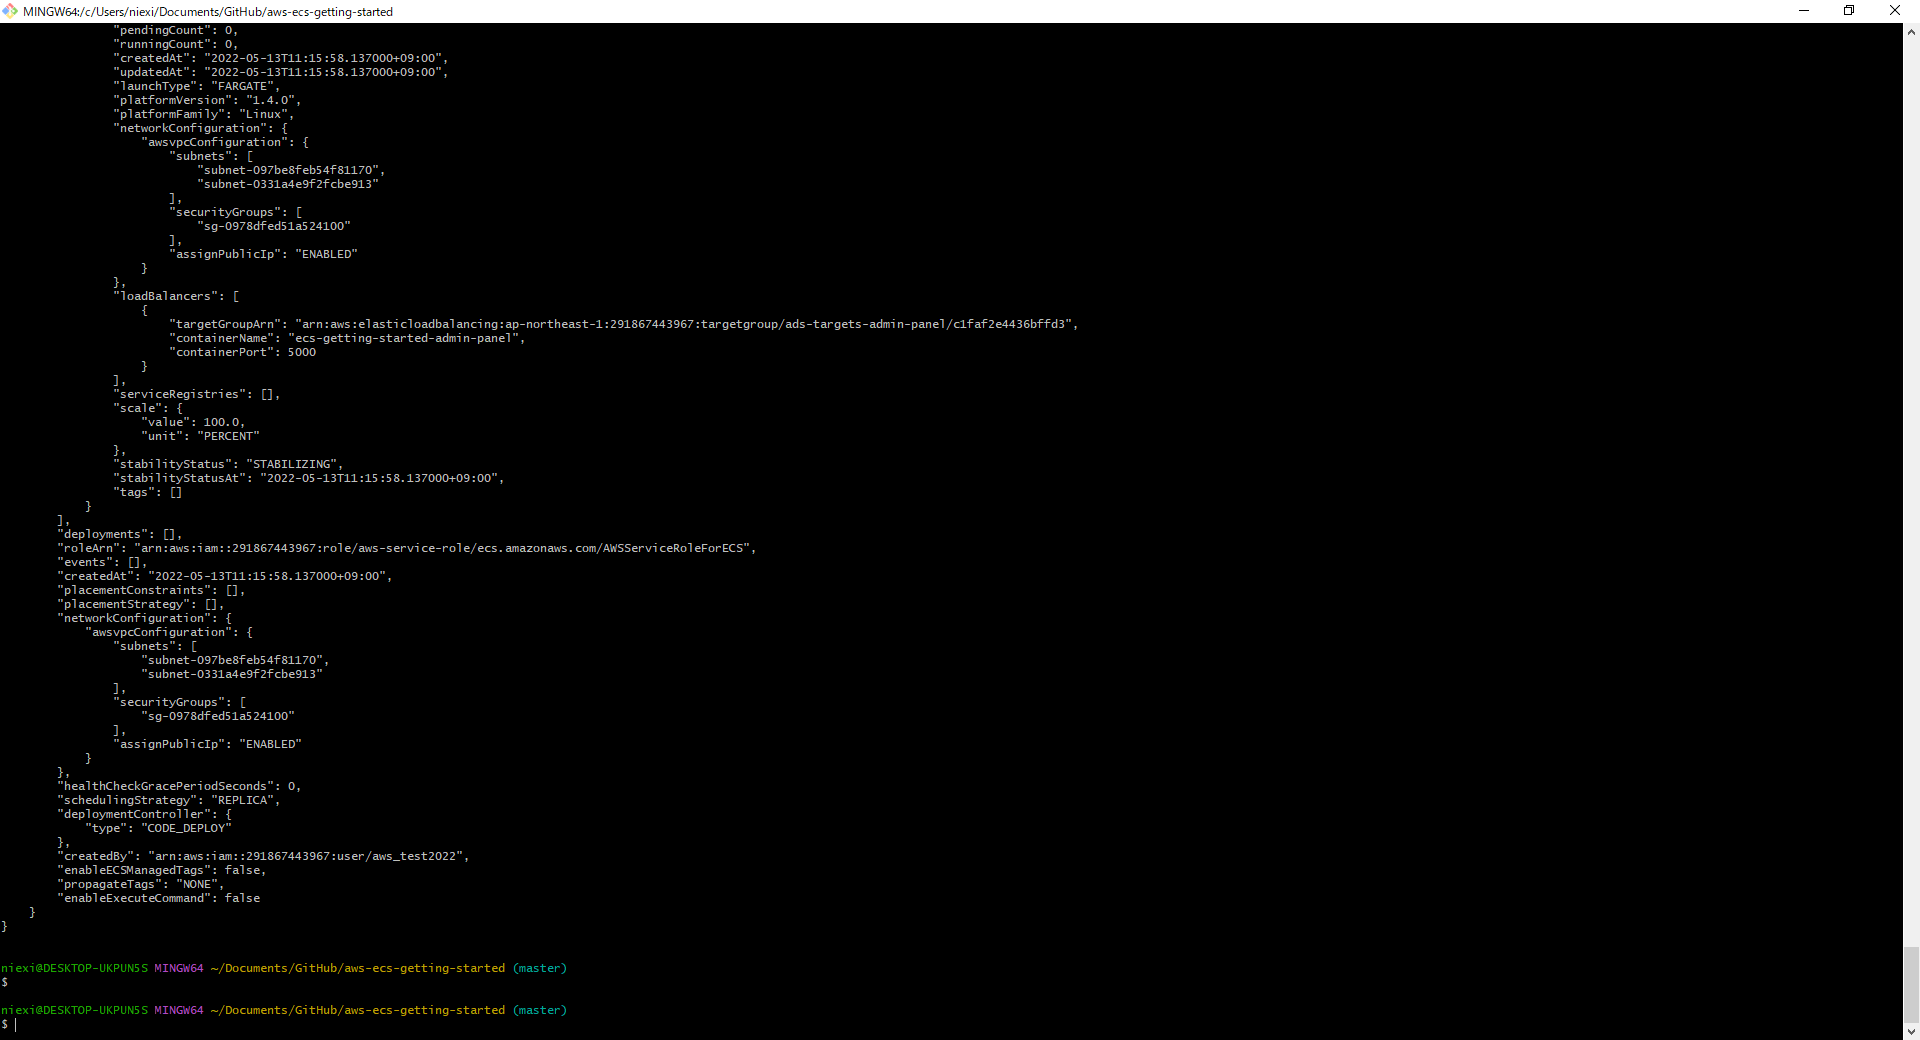 MINGW64:/c/Users/niexi/Documents/GitHub/aws-ecs-getting-started
"pendingCount": 0,
"runningCount": 0,
"createdAt": "2022-05-13T11:15:58.137000+09:00",
"updatedAt": "2022-05-13T11:15:58.137000+09:00",
"launchType": "FARGATE",
"platformVersion": "1.4.0",
"platformFamily": "Linux",
"networkConfiguration": {
"awsvpcConfiguration": {
"subnets": [
"subnet-097be8feb54f81170",
"subnet-0331a4e9f2fcbe913"
],
"securityGroups": [
"sg-0978dfed51a524100"
],
"assignPublicIp": "ENABLED"
}
},
"loadBalancers": [
{
"targetGroupArn": "arn:aws:elasticloadbalancing:ap-northeast-1:291867443967:targetgroup/ads-targets-admin-panel/c1faf2e4436bffd3",
"containerName": "ecs-getting-started-admin-panel",
"containerPort": 5000
}
],
"serviceRegistries": [],
"scale": {
"value": 100.0,
"unit": "PERCENT"
},
"stabilityStatus": "STABILIZING",
"stabilityStatusAt": "2022-05-13T11:15:58.137000+09:00",
"tags": []
}
],
"deployments": [],
"roleArn": "arn:aws:iam::291867443967:role/aws-service-role/ecs.amazonaws.com/AWSServiceRoleForECS",
"events": [],
"createdAt": "2022-05-13T11:15:58.137000+09:00",
"placementConstraints": [],
"placementStrategy": [],
"networkConfiguration": {
"awsvpcConfiguration": {
"subnets": [
"subnet-097be8feb54f81170",
"subnet-0331a4e9f2fcbe913"
],
"securityGroups": [
"sg-0978dfed51a524100"
],
"assignPublicIp": "ENABLED"
}
},
"healthCheckGracePeriodSeconds": 0,
"schedulingStrategy": "REPLICA",
"deploymentController": {
"type": "CODE_DEPLOY"
},
"createdBy": "arn:aws:iam::291867443967:user/aws_test2022",
"enableECSManagedTags": false,
"propagateTags": "NONE",
"enableExecuteCommand": false
}
}
niexi@DESKTOP-UKPUN5S MINGW64 ~/Documents/GitHub/aws-ecs-getting-started (master)
$
niexi@DESKTOP-UKPUN5S MINGW64 ~/Documents/GitHub/aws-ecs-getting-started (master)
$